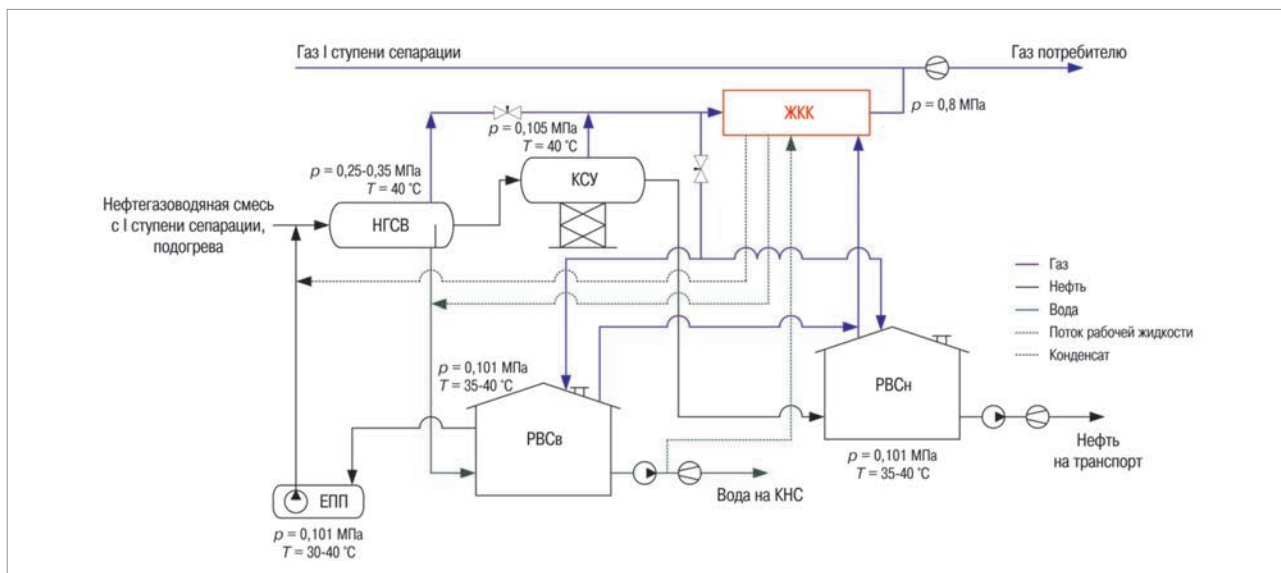 Газ I ступени сепарации
Газ потребителю
ЖКК
p = 0,8 МПа
p = 0,105 МПа
T = 40 °C
p = 0,25-0,35 МПа
T = 40 °C
КСУ
Нефтегазоводяная смесь
с I ступени сепарации,
подогрева
НГСВ
Газ
Нефть
Вода
Поток рабочей жидкости
Конденсат
p = 0,101 МПа
T = 35-40 °C
РВСв
РВСн
Нефть
на транспорт
p = 0,101 МПа
T = 35-40 °C
Вода на КНС
ЕПП
p = 0,101 МПа
T = 30-40 °C